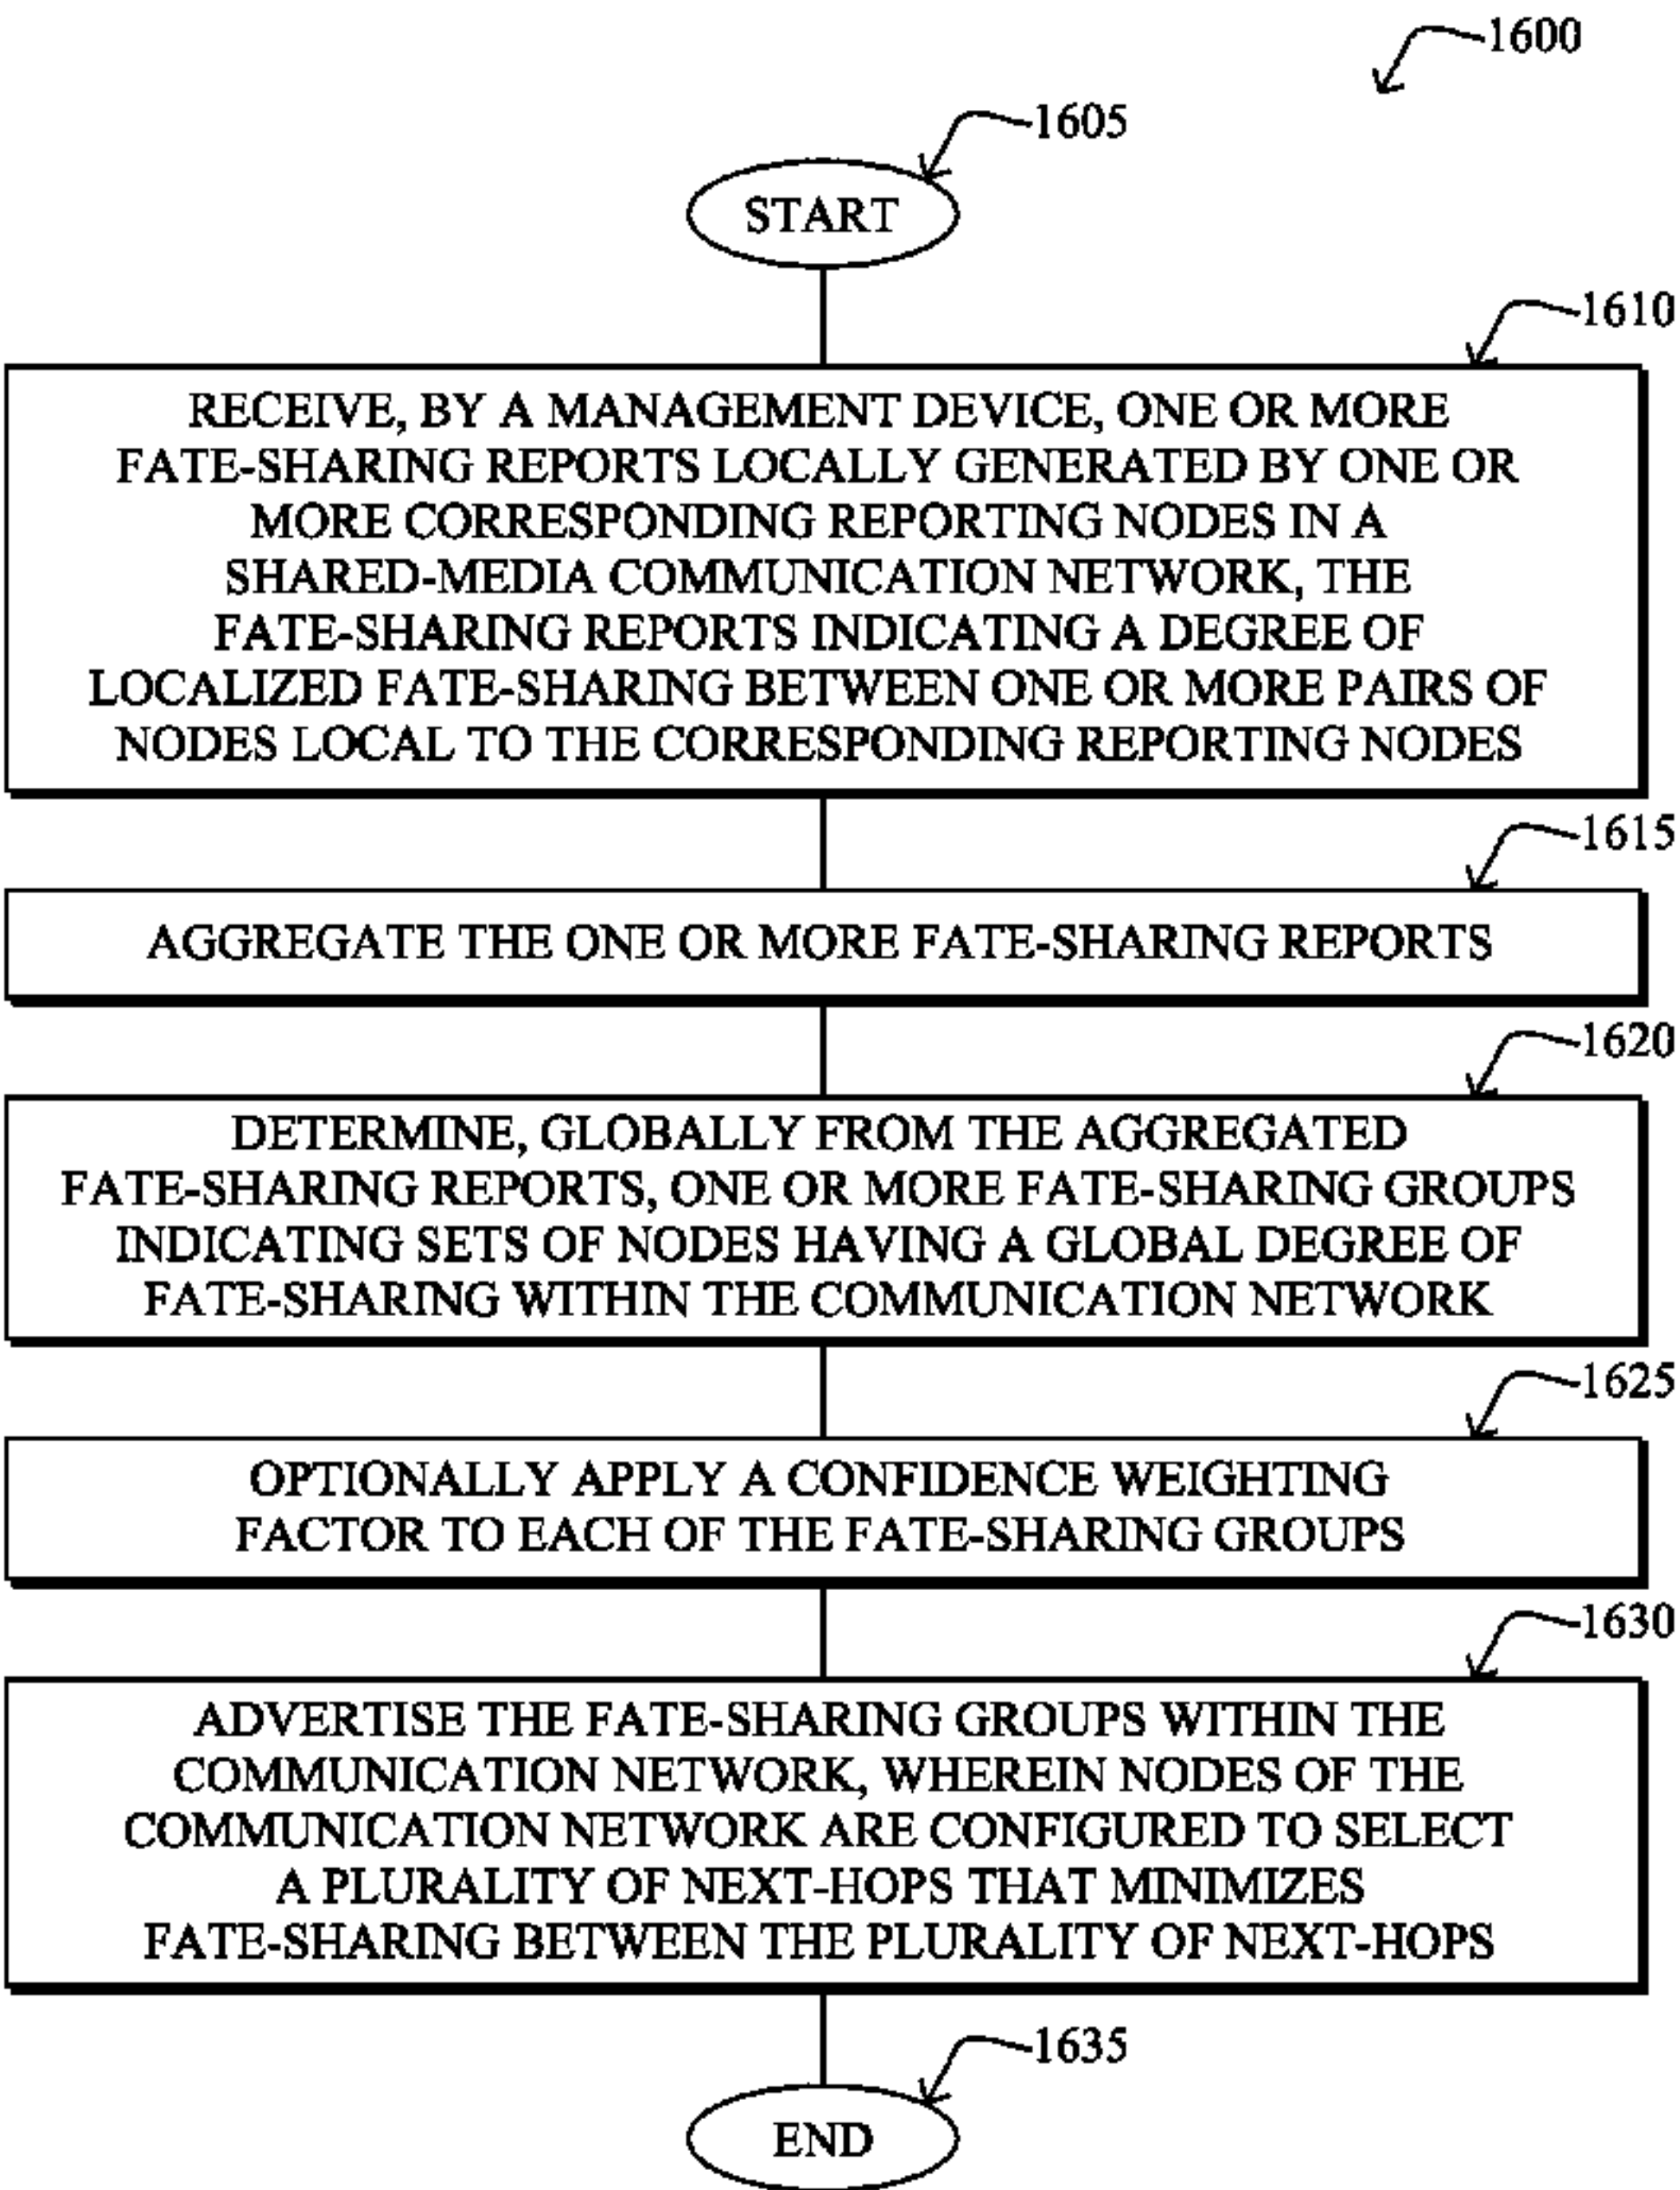 1600
1605
START
1610
RECEIVE, BY A MANAGEMENT DEVICE, ONE OR MORE
FATE-SHARING REPORTS LOCALLY GENERATED BY ONE OR
MORE CORRESPONDING REPORTING NODES IN A
SHARED-MEDIA COMMUNICATION NETWORK, THE
FATE-SHARING REPORTS INDICATING A DEGREE OF
LOCALIZED FATE-SHARING BETWEEN ONE OR MORE PAIRS OF
NODES LOCAL TO THE CORRESPONDING REPORTING NODES
1615
AGGREGATE THE ONE OR MORE FATE-SHARING REPORTS
1620
DETERMINE, GLOBALLY FROM THE AGGREGATED
FATE-SHARING REPORTS, ONE OR MORE FATE-SHARING GROUPS
INDICATING SETS OF NODES HAVING A GLOBAL DEGREE OF
FATE-SHARING WITHIN THE COMMUNICATION NETWORK
1625
OPTIONALLY APPLY A CONFIDENCE WEIGHTING
FACTOR TO EACH OF THE FATE-SHARING GROUPS
1630
ADVERTISE THE FATE-SHARING GROUPS WITHIN THE
COMMUNICATION NETWORK, WHEREIN NODES OF THE
COMMUNICATION NETWORK ARE CONFIGURED TO SELECT
A PLURALITY OF NEXT-HOPS THAT MINIMIZES
FATE-SHARING BETWEEN THE PLURALITY OF NEXT-HOPS
1635
END